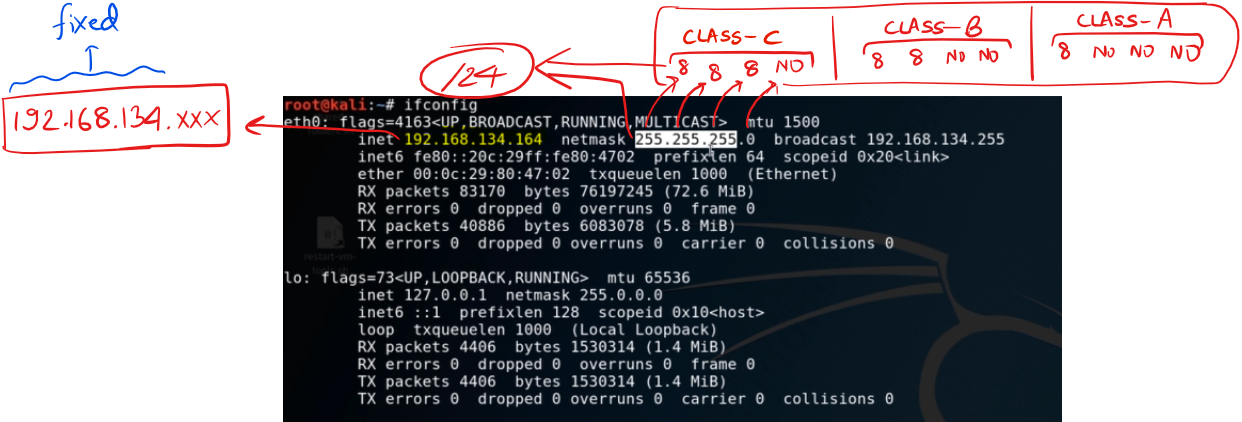 fixed
192.168.134.xxx
/24
CLASS-C
8 8 8 NO
CLASS-B
8 8 NO NO
CLASS-A
8 NO NO NO
root@kali:~# ifconfig
eth0: flags=4163<UP,BROADCAST,RUNNING,MULTICAST>  mtu 1500
        inet 192.168.134.164  netmask 255.255.255.0  broadcast 192.168.134.255
        inet6 fe80::20c:29ff:fe80:4702  prefixlen 64  scopeid 0x20<link>
        ether 00:0c:29:80:47:02  txqueuelen 1000  (Ethernet)
        RX packets 83170  bytes 76197245 (72.6 MiB)
        RX errors 0  dropped 0  overruns 0  frame 0
        TX packets 40886  bytes 6083078 (5.8 MiB)
        TX errors 0  dropped 0 overruns 0  carrier 0  collisions 0
restart-vm-
lo: flags=73<UP,LOOPBACK,RUNNING>  mtu 65536
        inet 127.0.0.1  netmask 255.0.0.0
        inet6 ::1  prefixlen 128  scopeid 0x10<host>
        loop  txqueuelen 1000  (Local Loopback)
        RX packets 4406  bytes 1530314 (1.4 MiB)
        RX errors 0  dropped 0  overruns 0  frame 0
        TX packets 4406  bytes 1530314 (1.4 MiB)
        TX errors 0  dropped 0 overruns 0  carrier 0  collisions 0